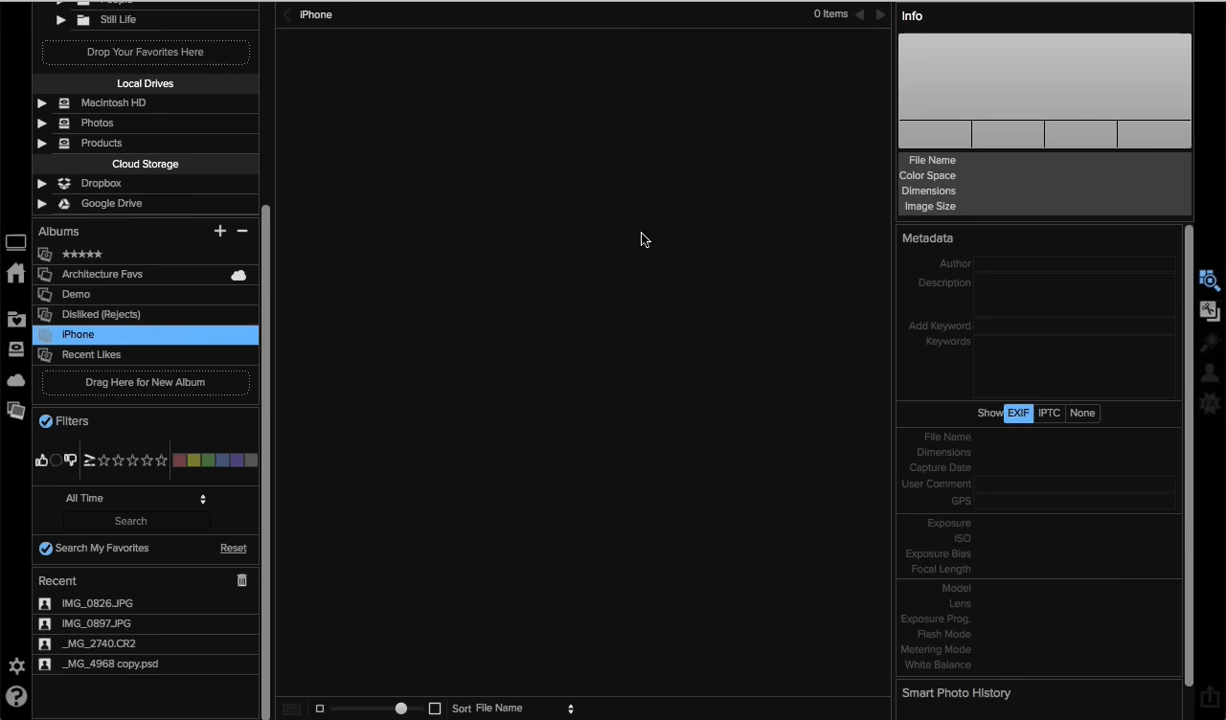 People
Still Life
Drop Your Favorites Here
Local Drives
Macintosh HD
Photos
Products
Cloud Storage
Dropbox
Google Drive
Albums
Architecture Favs
Demo
Disliked (Rejects)
iPhone
Recent Likes
Drag Here for New Album
Filters
All Time
Search
Search My Favorites Reset
Recent
IMG_0826.JPG
IMG_0897.JPG
_MG_2740.CR2
_MG_4968 copy.psd
iPhone 0 Items
Sort File Name
Info
File Name
Color Space
Dimensions
Image Size
Metadata
Author
Description
Add Keyword
Keywords
Show EXIF IPTC None
File Name
Dimensions
Capture Date
User Comment
GPS
Exposure
ISO
Exposure Bias
Focal Length
Model
Lens
Exposure Prog.
Flash Mode
Metering Mode
White Balance
Smart Photo History